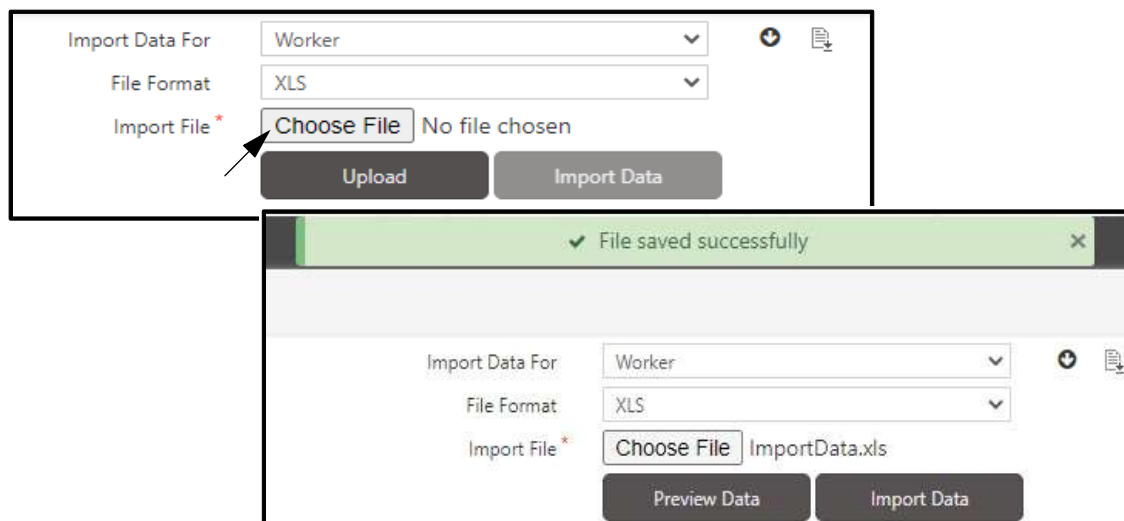 Import Data For Worker
File Format XLS
Import File * Choose File No file chosen
Upload Import Data
✔ File saved successfully ×
Import Data For Worker
File Format XLS
Import File * Choose File ImportData.xls
Preview Data Import Data